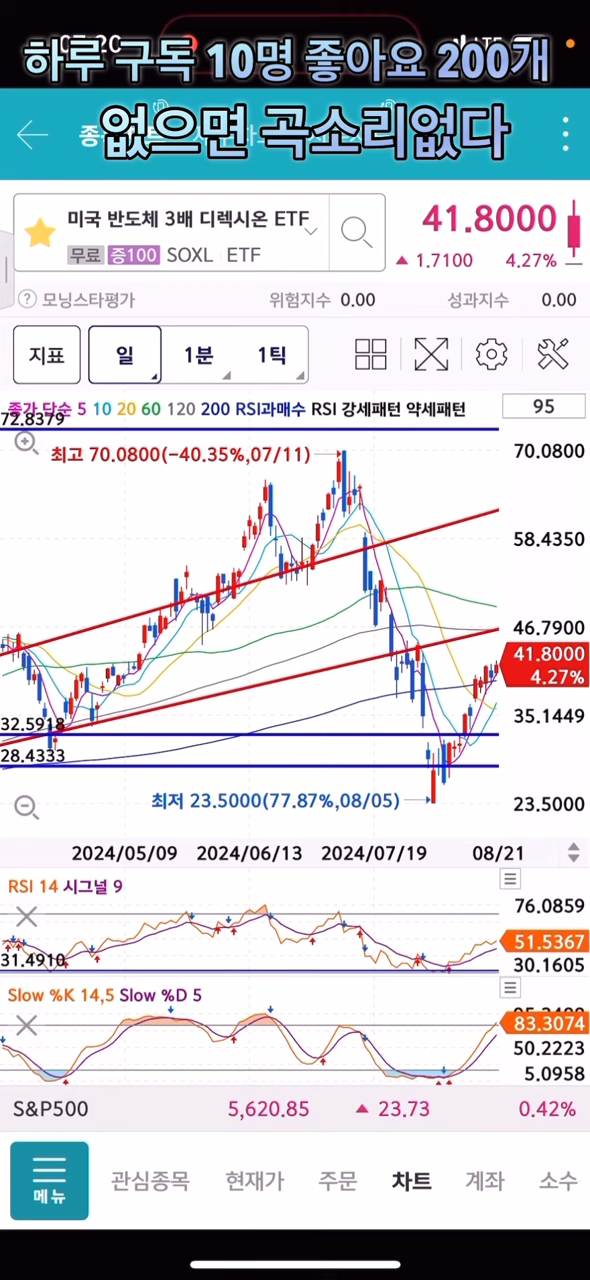 하루 구독 10명 좋아요 200개
없으면 곡소리없다
미국 반도체 3배 디렉시온 ETF
무료 증100 SOXL ETF
41.8000
▲ 1.7100 4.27%
? 모닝스타평가 위험지수 0.00 성과지수 0.00
지표 일 1분 1틱
종가 단순 5 10 20 60 120 200 RSI과매수 RSI 강세패턴 약세패턴
95
72.8379
최고 70.0800(-40.35%,07/11)
70.0800
58.4350
46.7900
41.8000
4.27%
35.1449
32.5918
28.4333
최저 23.5000(77.87%,08/05)
23.5000
2024/05/09 2024/06/13 2024/07/19 08/21
RSI 14 시그널 9
76.0859
51.5367
31.4910
30.1605
Slow %K 14,5 Slow %D 5
83.3074
50.2223
5.0958
S&P500 5,620.85 ▲ 23.73 0.42%
메뉴 관심종목 현재가 주문 차트 계좌 소수